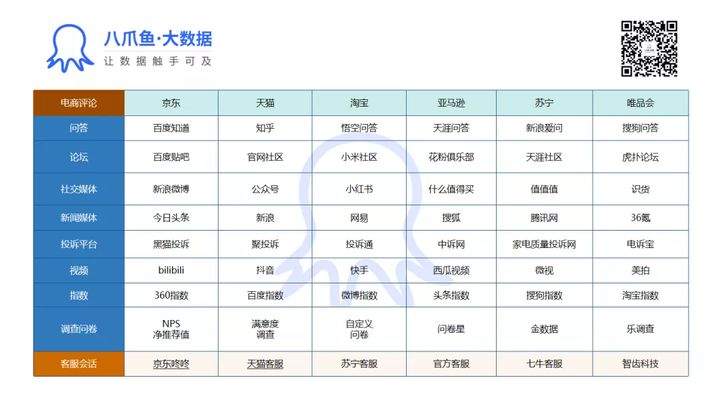 八爪鱼·大数据
让数据触手可及
电商评论 京东 天猫 淘宝 亚马逊 苏宁 唯品会
问答 百度知道 知乎 悟空问答 天涯问答 新浪爱问 搜狗问答
论坛 百度贴吧 官网社区 小米社区 花粉俱乐部 天涯社区 虎扑论坛
社交媒体 新浪微博 公众号 小红书 什么值得买 值值值 识货
新闻媒体 今日头条 新浪 网易 搜狐 腾讯网 36氪
投诉平台 黑猫投诉 聚投诉 投诉通 中诉网 家电质量投诉网 电诉宝
视频 bilibili 抖音 快手 西瓜视频 微视 美拍
指数 360指数 百度指数 微博指数 头条指数 搜狗指数 淘宝指数
调查问卷 NPS 净推荐值 满意度 调查 自定义 问卷 问卷星 金数据 乐调查
客服会话 京东咚咚 天猫客服 苏宁客服 官方客服 七牛客服 智齿科技